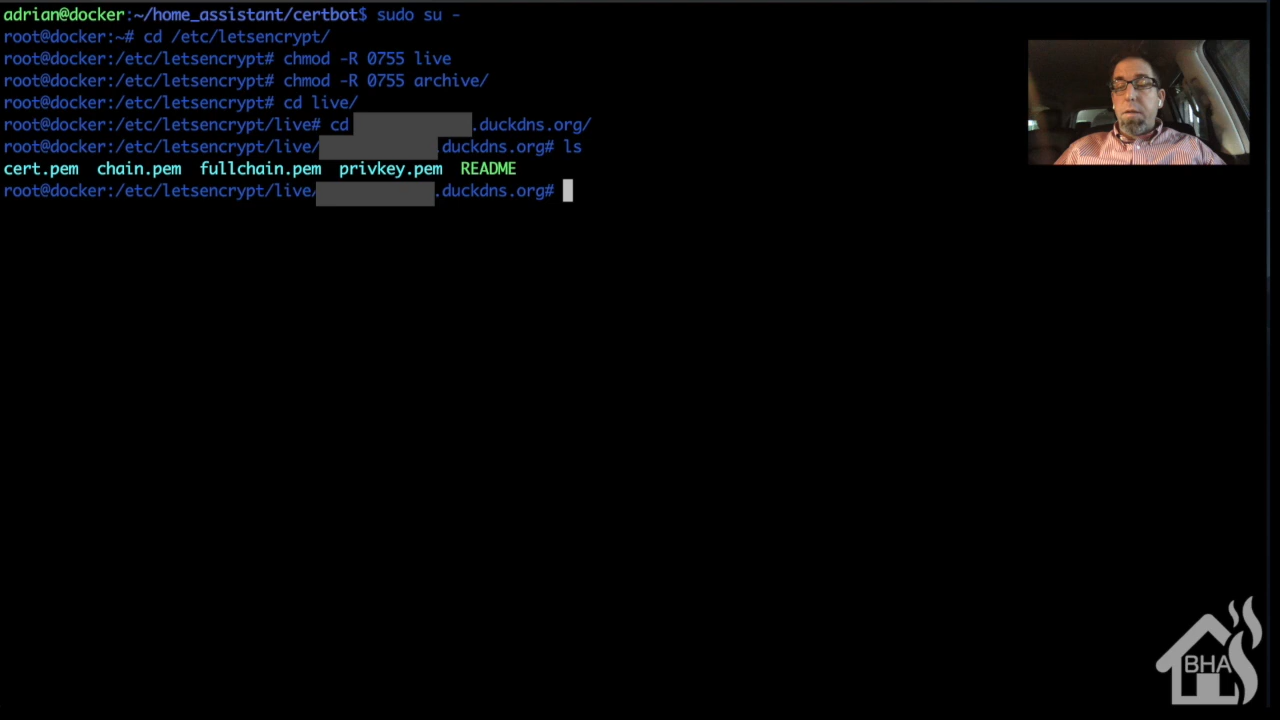 adrian@docker:~/home_assistant/certbot$ sudo su -
root@docker:~# cd /etc/letsencrypt/
root@docker:/etc/letsencrypt# chmod -R 0755 live
root@docker:/etc/letsencrypt# chmod -R 0755 archive/
root@docker:/etc/letsencrypt# cd live/
root@docker:/etc/letsencrypt/live# cd .duckdns.org/
root@docker:/etc/letsencrypt/live/ .duckdns.org# ls
cert.pem  chain.pem  fullchain.pem  privkey.pem  README
root@docker:/etc/letsencrypt/live/ .duckdns.org#
BHA